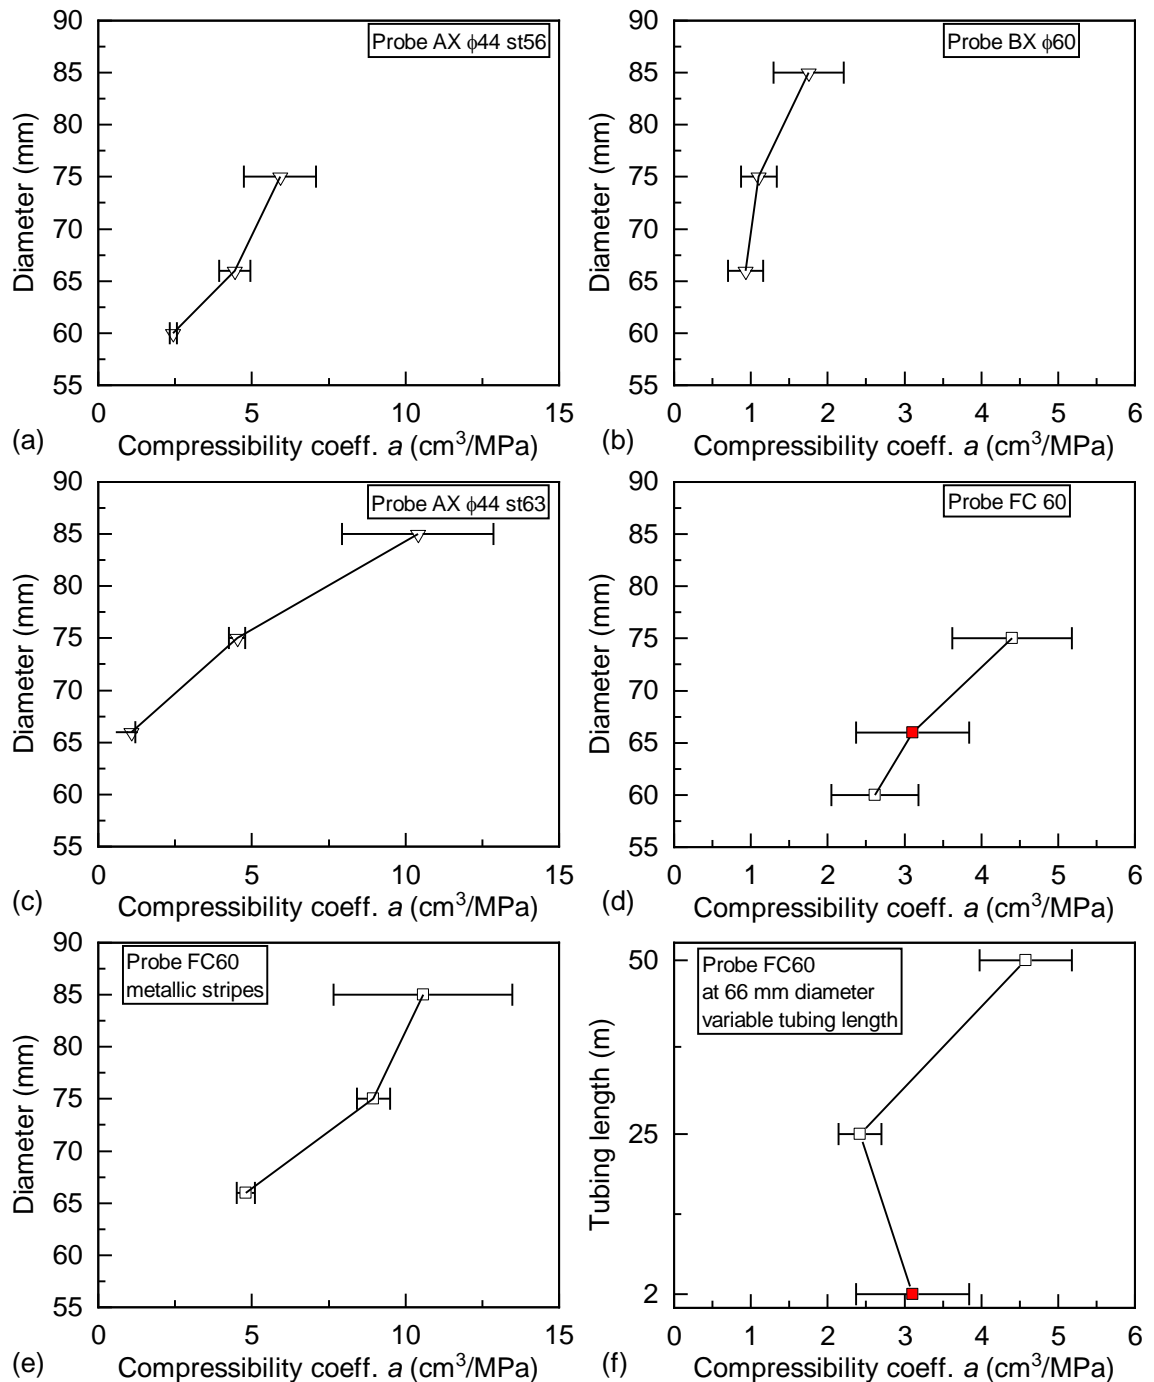 90
85
80
75
70
65
60
55
Diameter (mm)
Probe AX ϕ44 st56
0 5 10 15
(a) Compressibility coeff. a (cm³/MPa)
90
85
80
75
70
65
60
55
Diameter (mm)
Probe BX ϕ60
0 1 2 3 4 5 6
(b) Compressibility coeff. a (cm³/MPa)
90
85
80
75
70
65
60
55
Diameter (mm)
Probe AX ϕ44 st63
0 5 10 15
(c) Compressibility coeff. a (cm³/MPa)
90
85
80
75
70
65
60
55
Diameter (mm)
Probe FC 60
0 1 2 3 4 5 6
(d) Compressibility coeff. a (cm³/MPa)
90
85
80
75
70
65
60
55
Diameter (mm)
Probe FC60
metallic stripes
0 5 10 15
(e) Compressibility coeff. a (cm³/MPa)
50
25
2
Tubing length (m)
Probe FC60
at 66 mm diameter
variable tubing length
0 1 2 3 4 5 6
(f) Compressibility coeff. a (cm³/MPa)